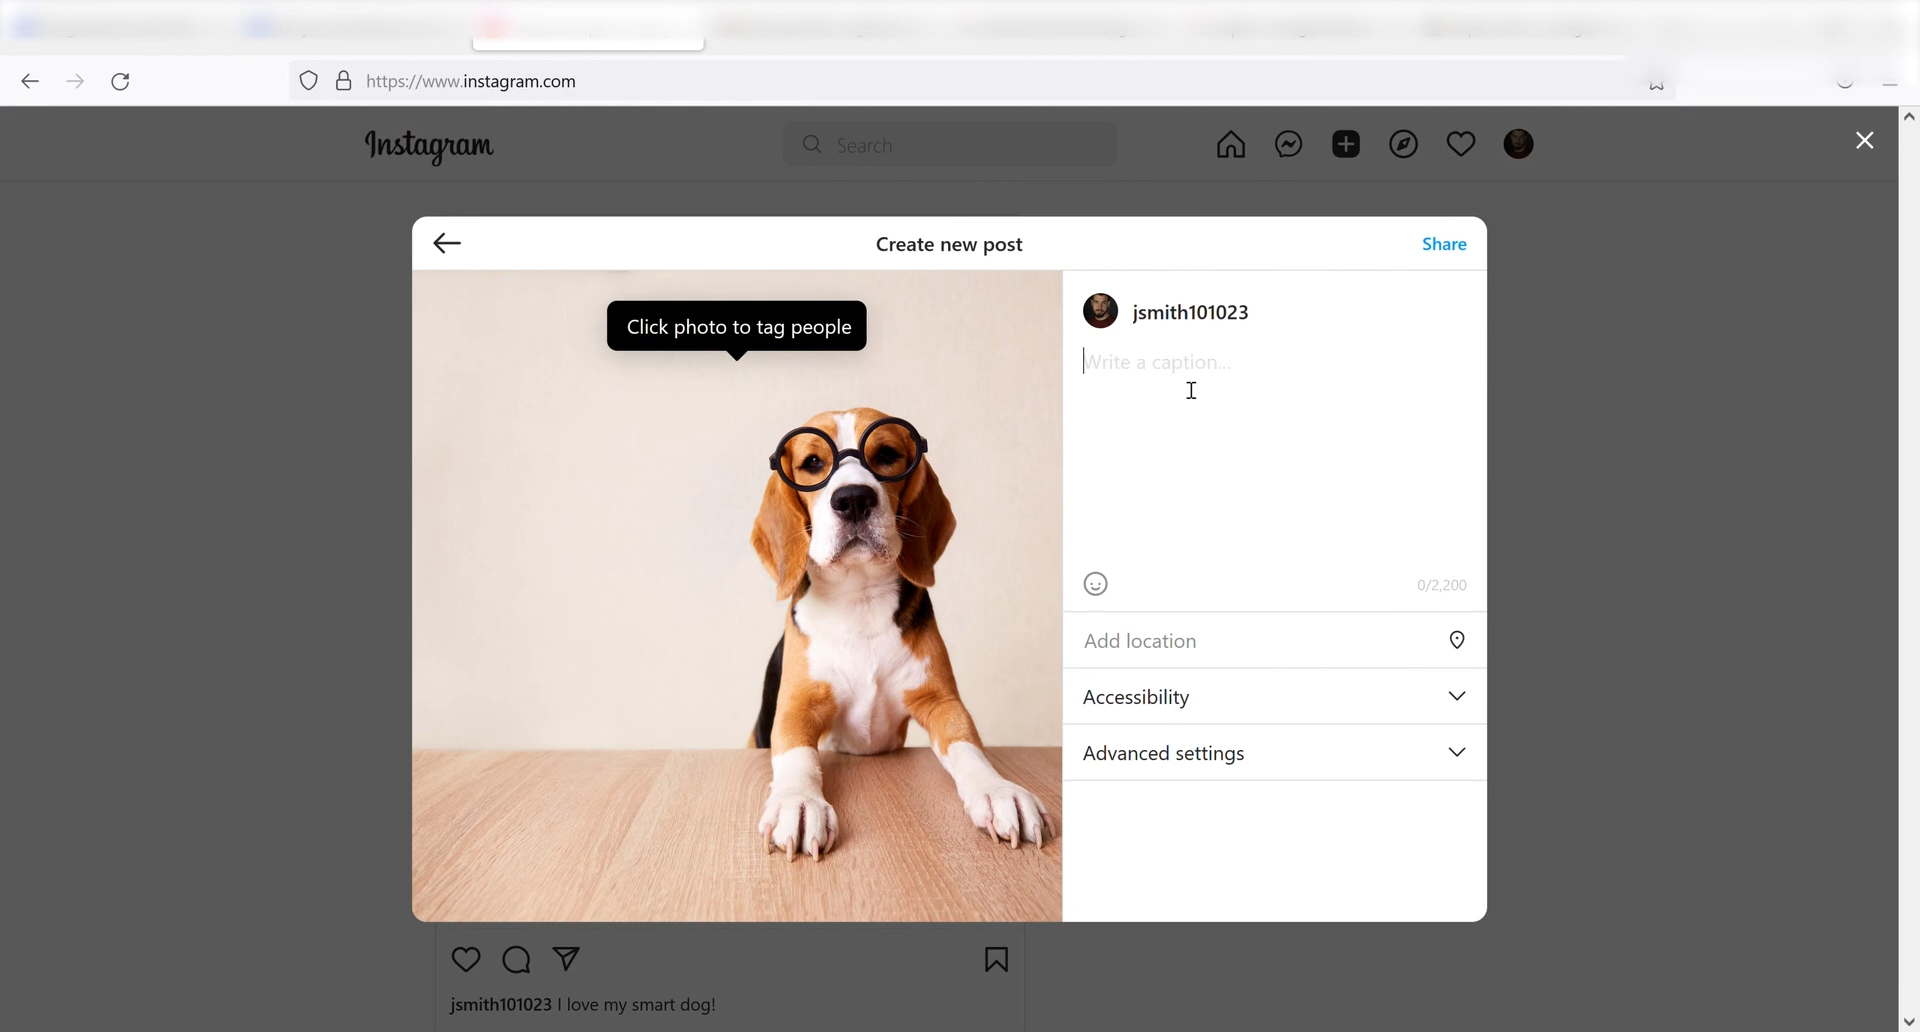 https://www.instagram.com
Instagram
Search
Create new post
Share
Click photo to tag people
jsmith101023
Write a caption...
0/2,200
Add location
Accessibility
Advanced settings
jsmith101023 I love my smart dog!